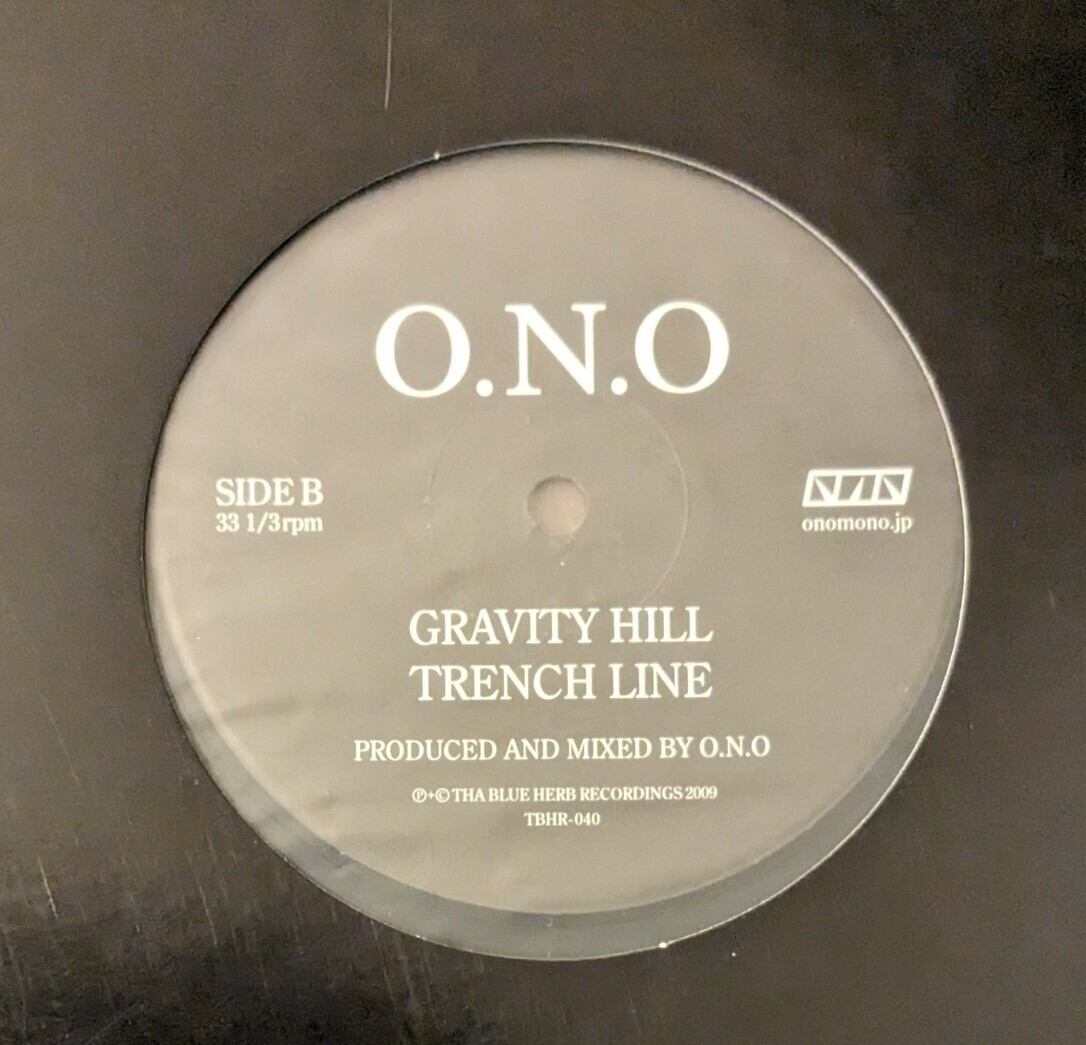 O.N.O
SIDE B
33 1/3rpm
onomono.jp
GRAVITY HILL
TRENCH LINE
PRODUCED AND MIXED BY O.N.O
℗+© THA BLUE HERB RECORDINGS 2009
TBHR-040